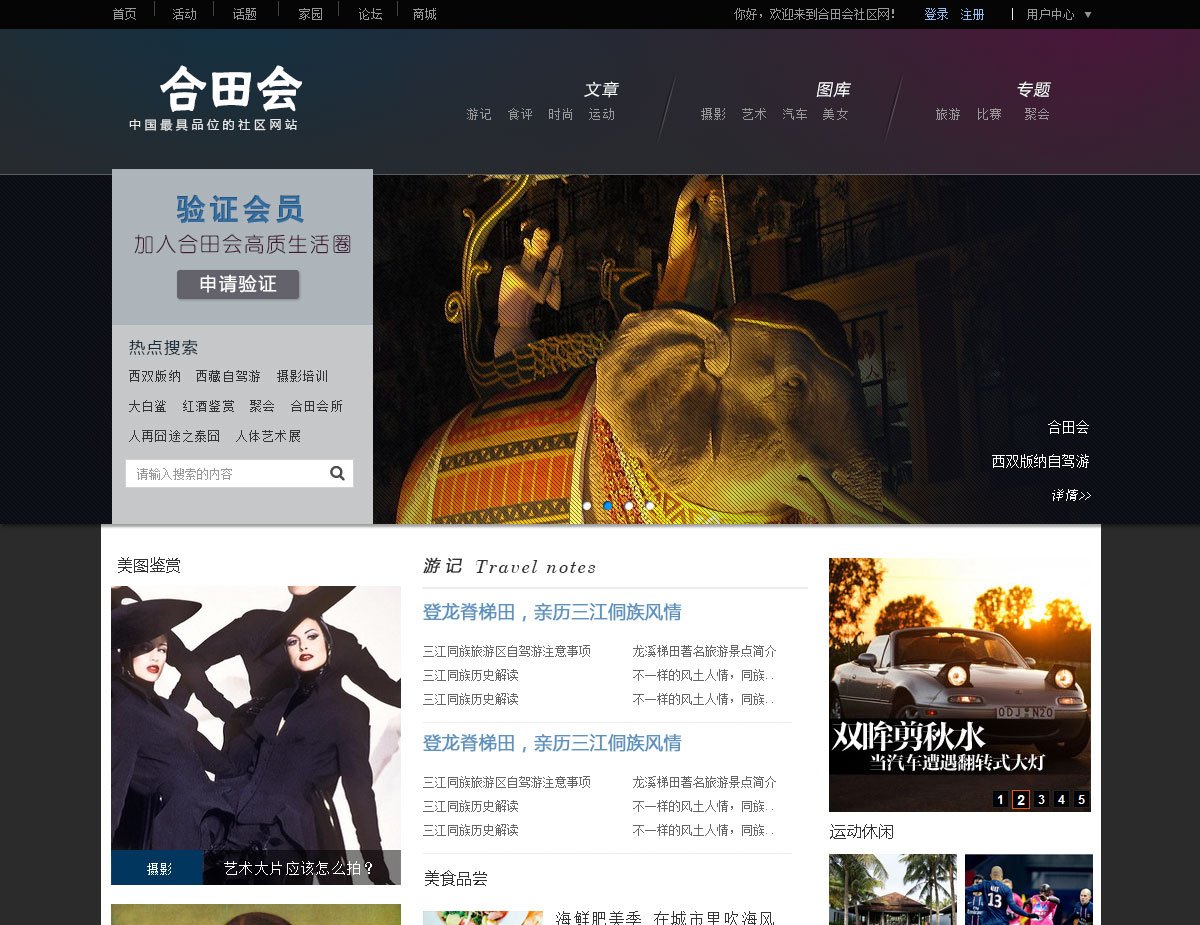 首页 活动 话题 家园 论坛 商城 你好，欢迎来到合田会社区网！ 登录 注册 | 用户中心 ▼
合田会
中国最具品位的社区网站
文章 图库 专题
游记 食评 时尚 运动 摄影 艺术 汽车 美女 旅游 比赛 聚会
验证会员
加入合田会高质生活圈
申请验证
热点搜索
西双版纳 西藏自驾游 摄影培训
大白鲨 红酒鉴赏 聚会 合田会所
人再囧途之泰囧 人体艺术展
请输入搜索的内容
合田会
西双版纳自驾游
详情>>
美图鉴赏
摄影 艺术大片应该怎么拍？
游记 Travel notes
登龙脊梯田，亲历三江侗族风情
三江同族旅游区自驾游注意事项 龙溪梯田著名旅游景点简介
三江同族历史解读 不一样的风土人情，同族..
三江同族历史解读 不一样的风土人情，同族..
登龙脊梯田，亲历三江侗族风情
三江同族旅游区自驾游注意事项 龙溪梯田著名旅游景点简介
三江同族历史解读 不一样的风土人情，同族..
三江同族历史解读 不一样的风土人情，同族..
美食品尝
海鲜肥美季 在城市里吹海风
ODJ N20
双眸剪秋水
当汽车遭遇翻转式大灯
1 2 3 4 5
运动休闲
13